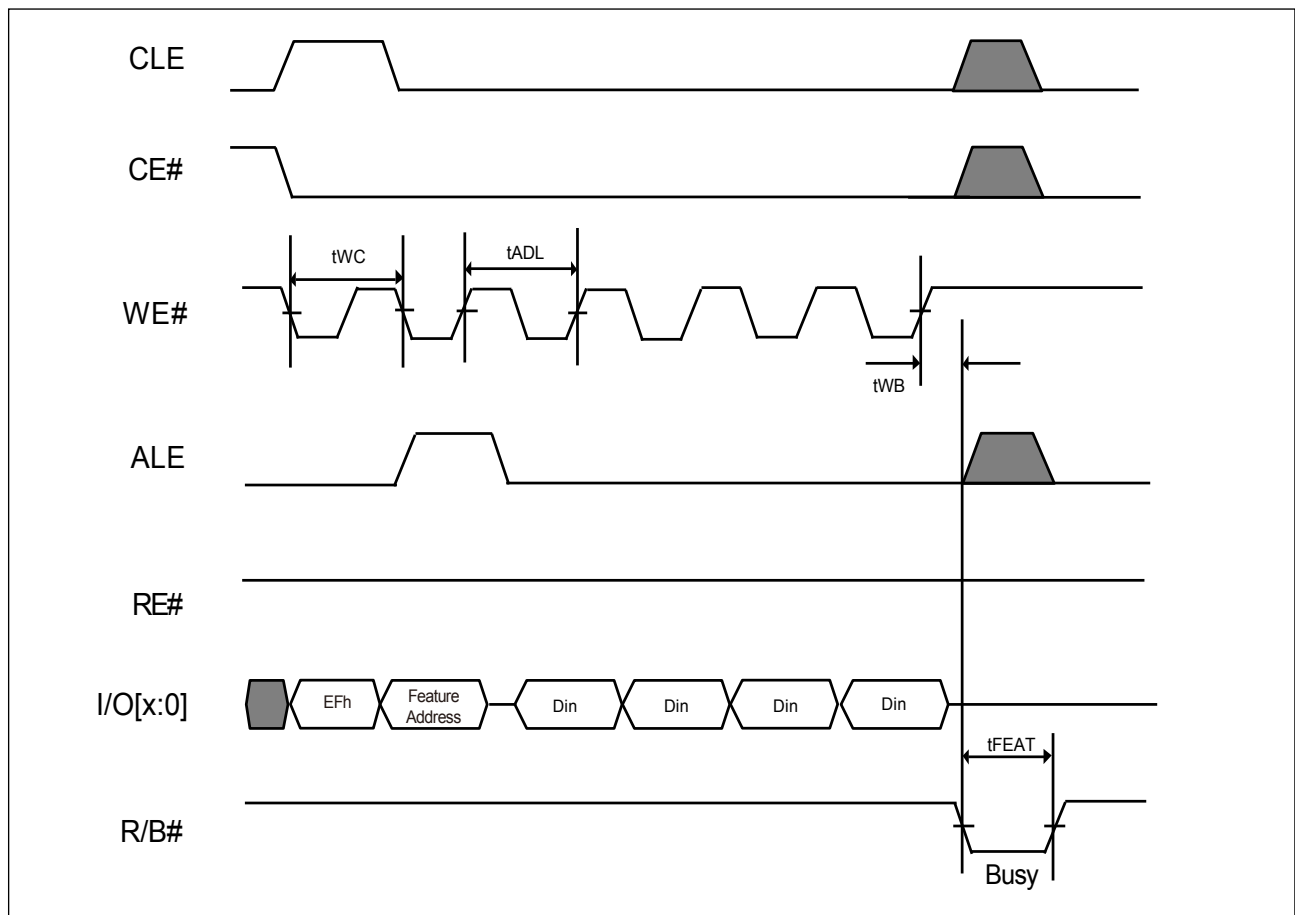 CLE
CE#
tWC
tADL
WE#
tWB
ALE
RE#
I/O[x:0]
EFh
Feature
Address
Din
Din
Din
Din
tFEAT
R/B#
Busy